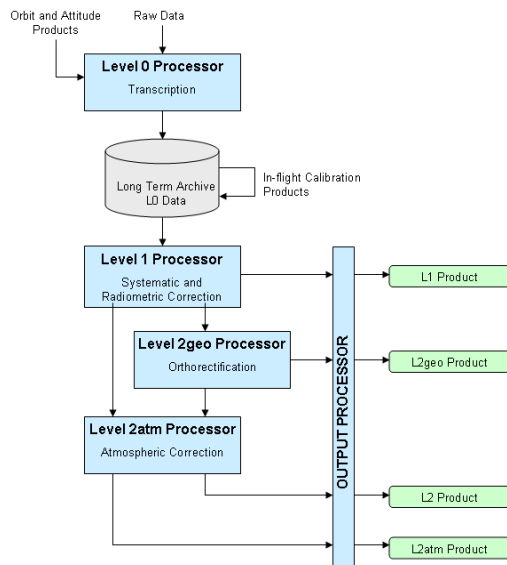 Orbit and Attitude
Products
Raw Data
Level 0 Processor
Transcription
Long Term Archive
L0 Data
In-flight Calibration
Products
Level 1 Processor
Systematic and
Radiometric Correction
Level 2geo Processor
Orthorectification
Level 2atm Processor
Atmospheric Correction
OUTPUT PROCESSOR
L1 Product
L2geo Product
L2 Product
L2atm Product